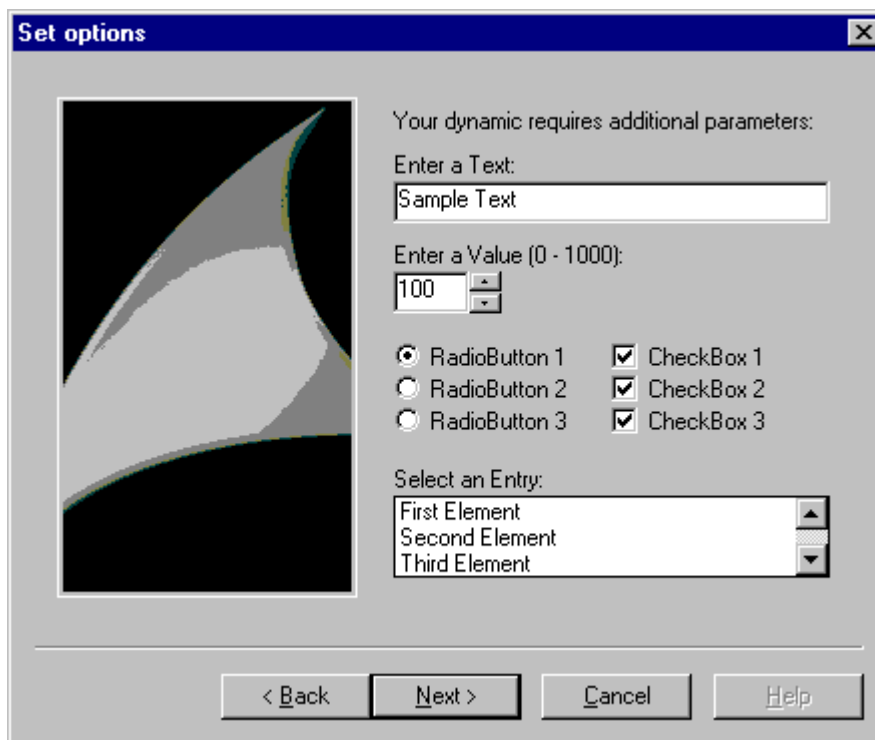 Set options
Your dynamic requires additional parameters:
Enter a Text:
Sample Text
Enter a Value (0 - 1000):
100
RadioButton 1 CheckBox 1
RadioButton 2 CheckBox 2
RadioButton 3 CheckBox 3
Select an Entry:
First Element
Second Element
Third Element
< Back Next > Cancel Help